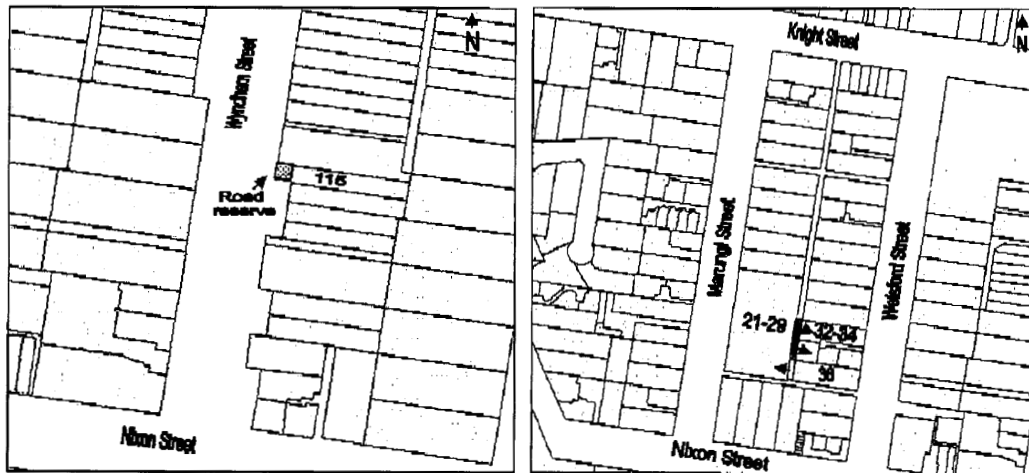 N
Wyndham Street
115
Road
reserve
Nixon Street
Knight Street
N
Marungi Street
Welsford Street
21-29
32-34
36
Nixon Street